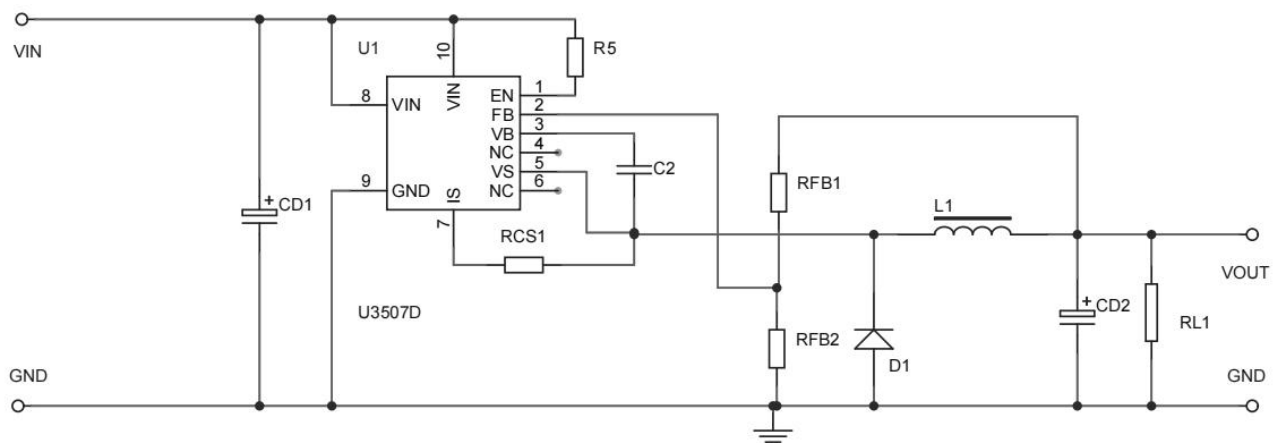 VIN
U1
10
R5
8
VIN
VIN
EN
1
FB
2
VB
3
NC
4
VS
5
NC
6
9
GND
IS
7
C2
+
CD1
RCS1
RFB1
L1
VOUT
U3507D
RFB2
D1
+
CD2
RL1
GND
GND